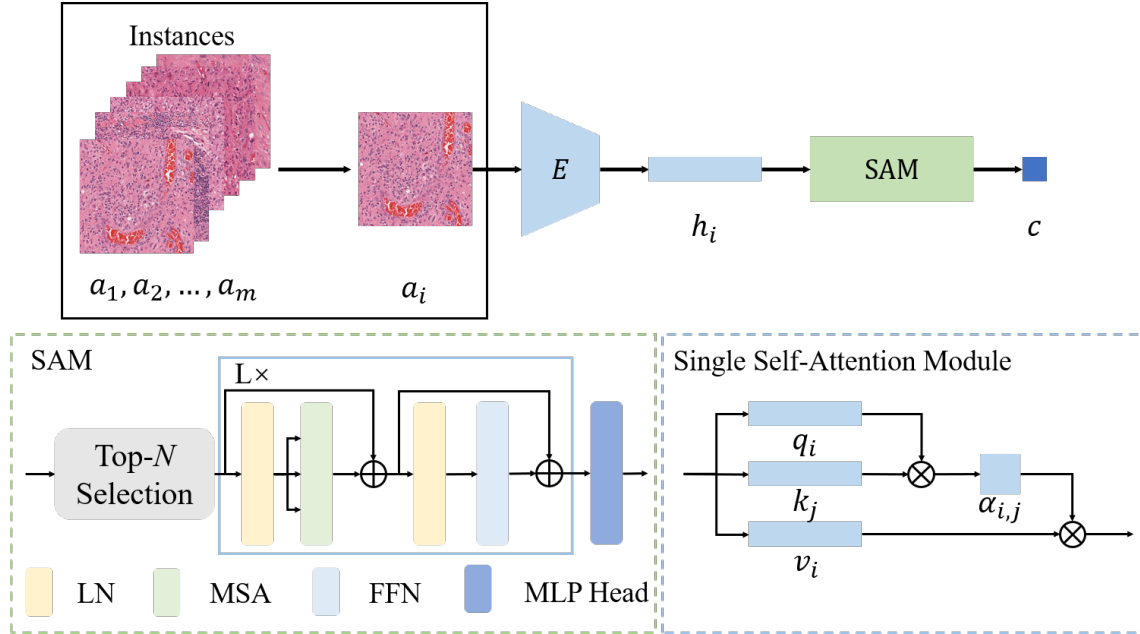 Instances
E
SAM
h_i
c
a_1, a_2, ..., a_m
a_i
SAM
L×
Top-N
Selection
LN
MSA
FFN
MLP Head
Single Self-Attention Module
q_i
k_j
α_{i,j}
v_i